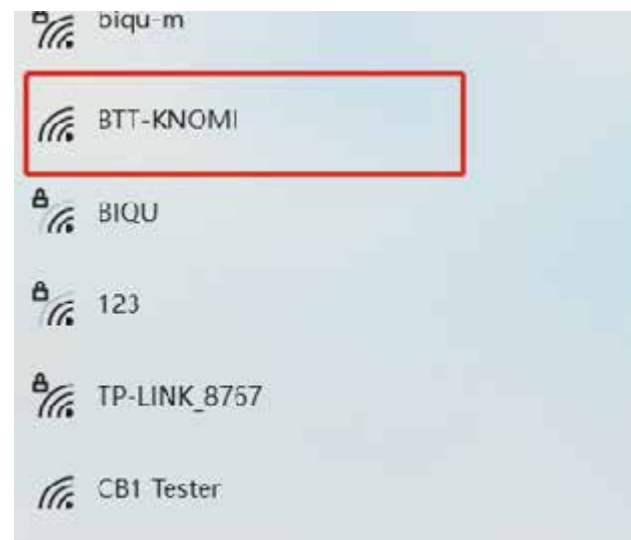 biqu-m
BTT-KNOMI
BIQU
123
TP-LINK_8767
CB1 Tester